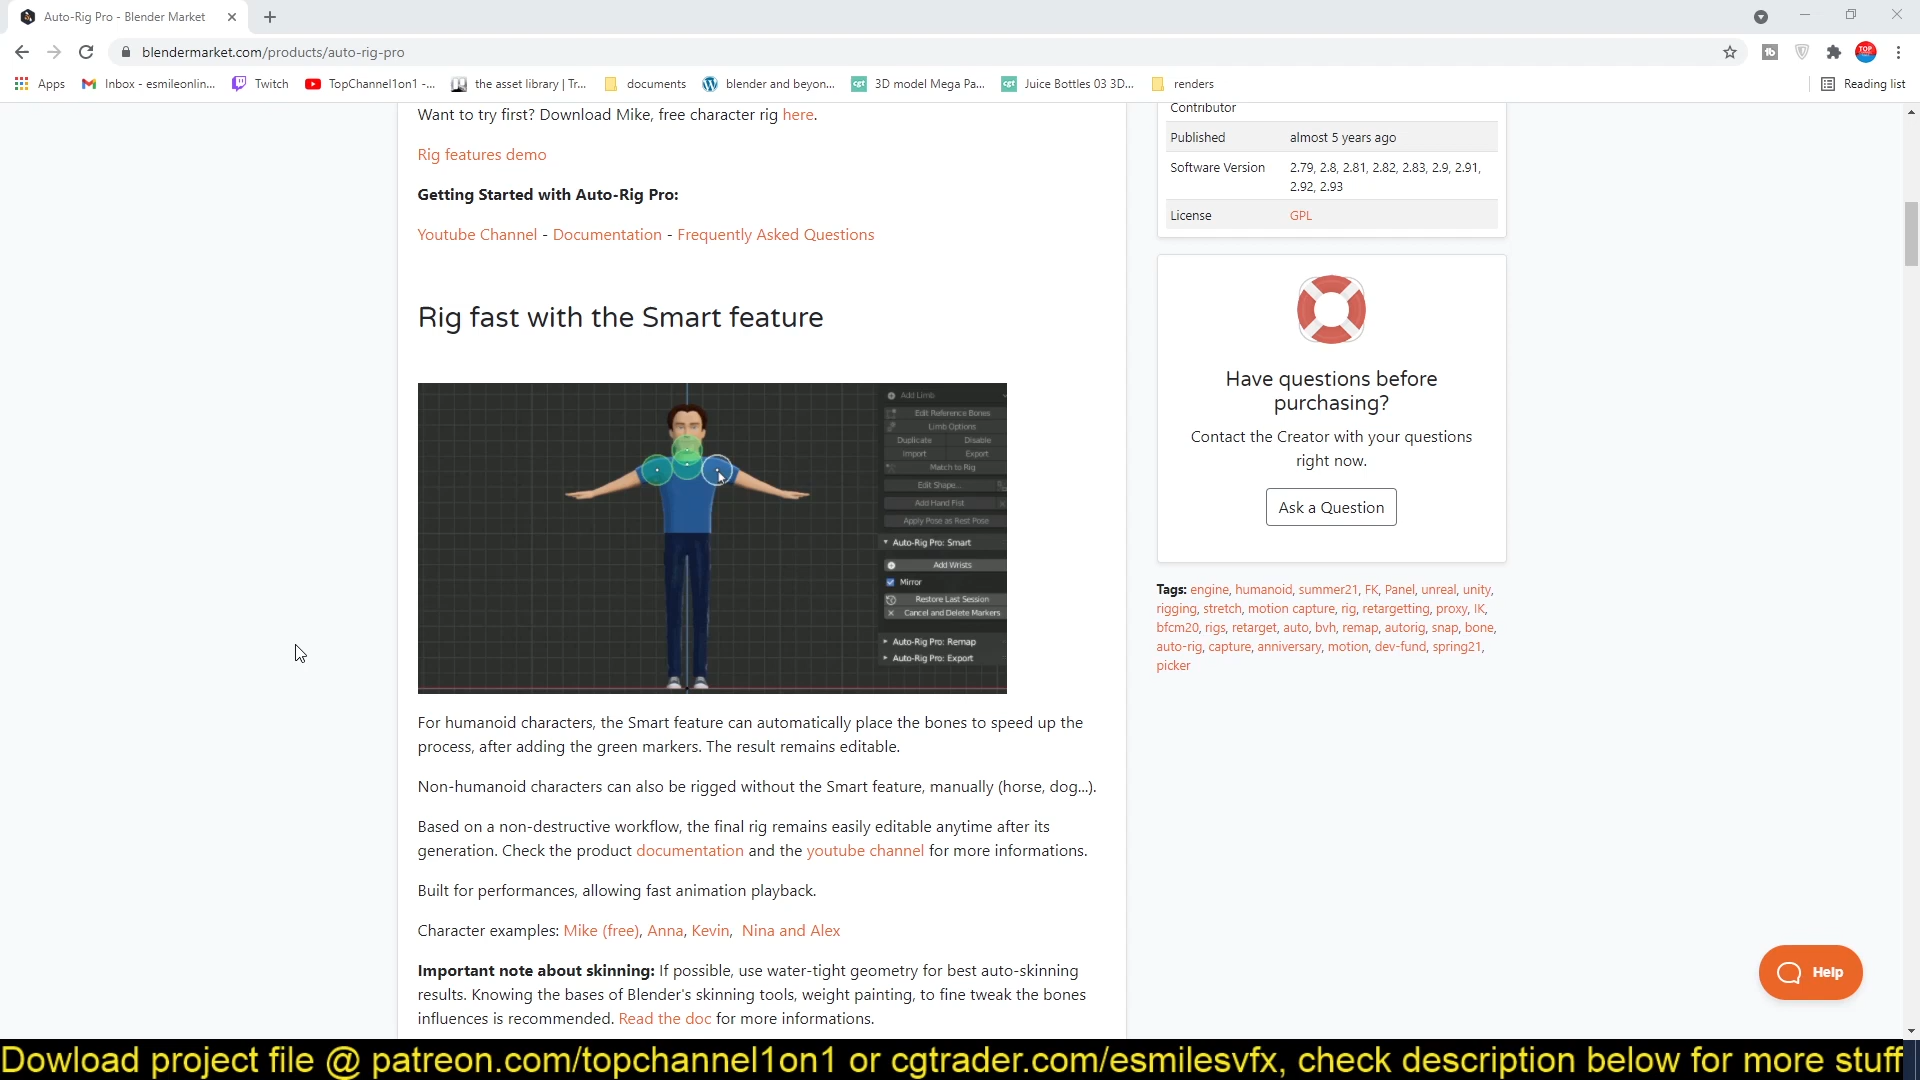 Auto-Rig Pro - Blender Market
blendermarket.com/products/auto-rig-pro
Apps
Inbox - esmileonlin...
Twitch
TopChannel1on1 -...
the asset library | Tr...
documents
blender and beyon...
3D model Mega Pa...
Juice Bottles 03 3D...
renders
Reading list
Want to try first? Download Mike, free character rig here.
Rig features demo
Getting Started with Auto-Rig Pro:
Youtube Channel - Documentation - Frequently Asked Questions
Rig fast with the Smart feature
Add Limb
Edit Reference Bones
Limb Options
Duplicate Disable
Import Export
Match to Rig
Edit Shape...
Add Hand Fist
Apply Pose as Rest Pose
Auto-Rig Pro: Smart
Add Wrists
Mirror
Restore Last Session
Cancel and Delete Markers
Auto-Rig Pro: Remap
Auto-Rig Pro: Export
For humanoid characters, the Smart feature can automatically place the bones to speed up the
process, after adding the green markers. The result remains editable.
Non-humanoid characters can also be rigged without the Smart feature, manually (horse, dog...).
Based on a non-destructive workflow, the final rig remains easily editable anytime after its
generation. Check the product documentation and the youtube channel for more informations.
Built for performances, allowing fast animation playback.
Character examples: Mike (free), Anna, Kevin, Nina and Alex
Important note about skinning: If possible, use water-tight geometry for best auto-skinning
results. Knowing the bases of Blender's skinning tools, weight painting, to fine tweak the bones
influences is recommended. Read the doc for more informations.
Contributor
Published almost 5 years ago
Software Version 2.79, 2.8, 2.81, 2.82, 2.83, 2.9, 2.91,
2.92, 2.93
License GPL
Have questions before
purchasing?
Contact the Creator with your questions
right now.
Ask a Question
Tags: engine, humanoid, summer21, FK, Panel, unreal, unity,
rigging, stretch, motion capture, rig, retargetting, proxy, IK,
bfcm20, rigs, retarget, auto, bvh, remap, autorig, snap, bone,
auto-rig, capture, anniversary, motion, dev-fund, spring21,
picker
Help
Dowload project file @ patreon.com/topchannel1on1 or cgtrader.com/esmilesvfx, check description below for more stuff